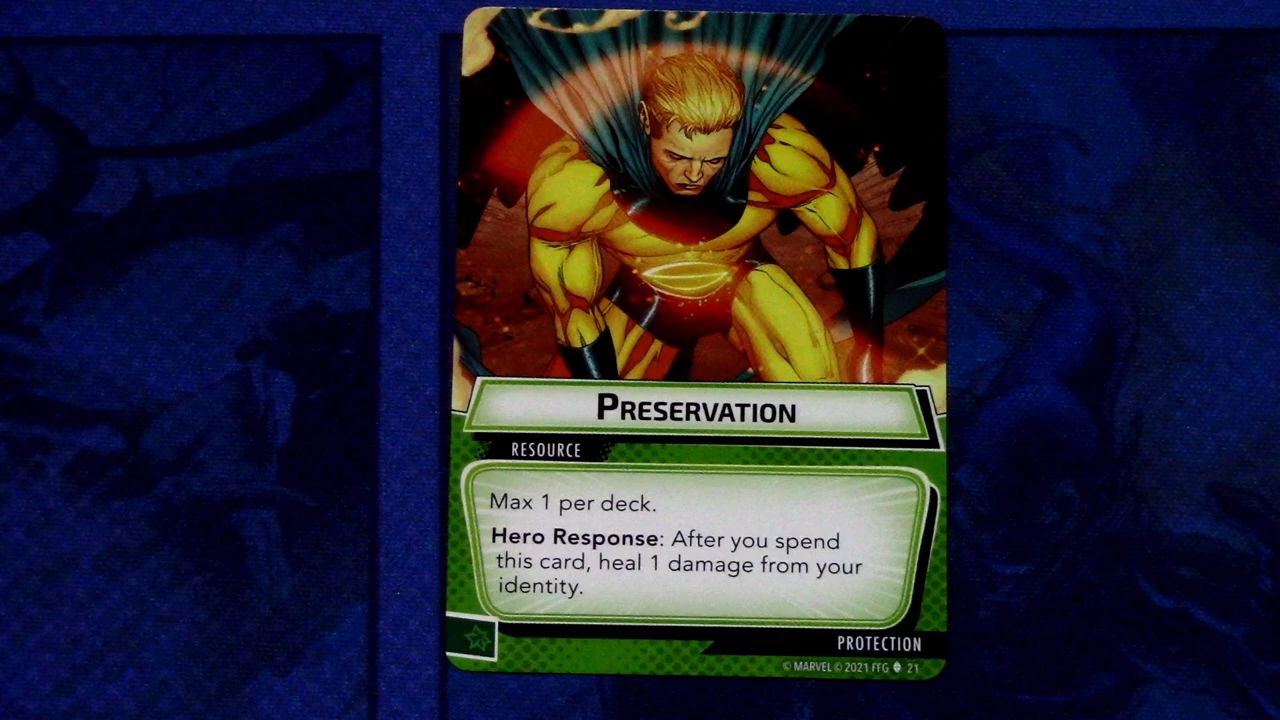 PRESERVATION
RESOURCE
Max 1 per deck.
Hero Response: After you spend
this card, heal 1 damage from your
identity.
PROTECTION
© MARVEL © 2021 FFG 21